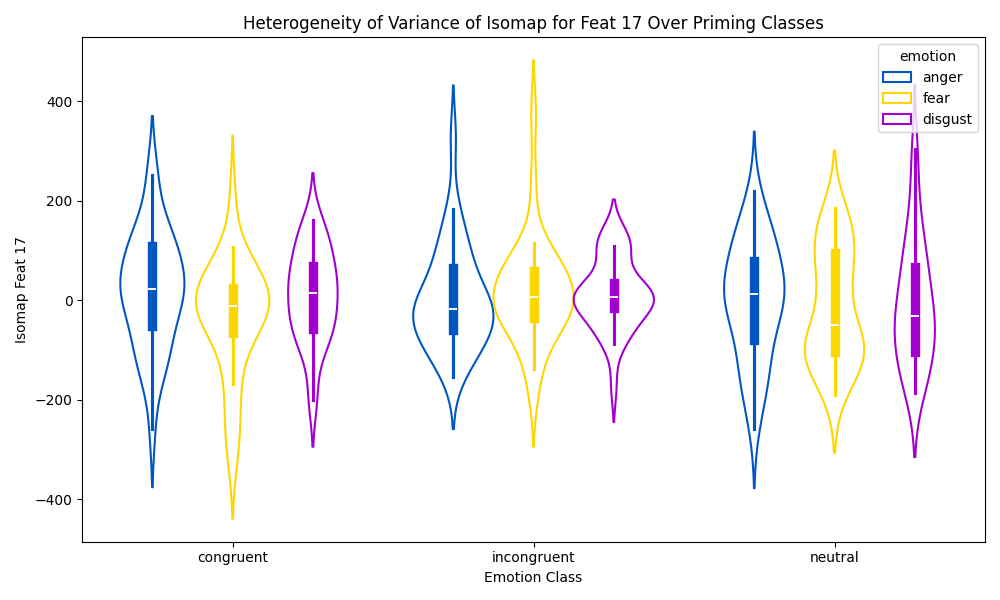 Heterogeneity of Variance of Isomap for Feat 17 Over Priming Classes
emotion
anger
fear
disgust
Isomap Feat 17
400
200
0
−200
−400
congruent
incongruent
neutral
Emotion Class